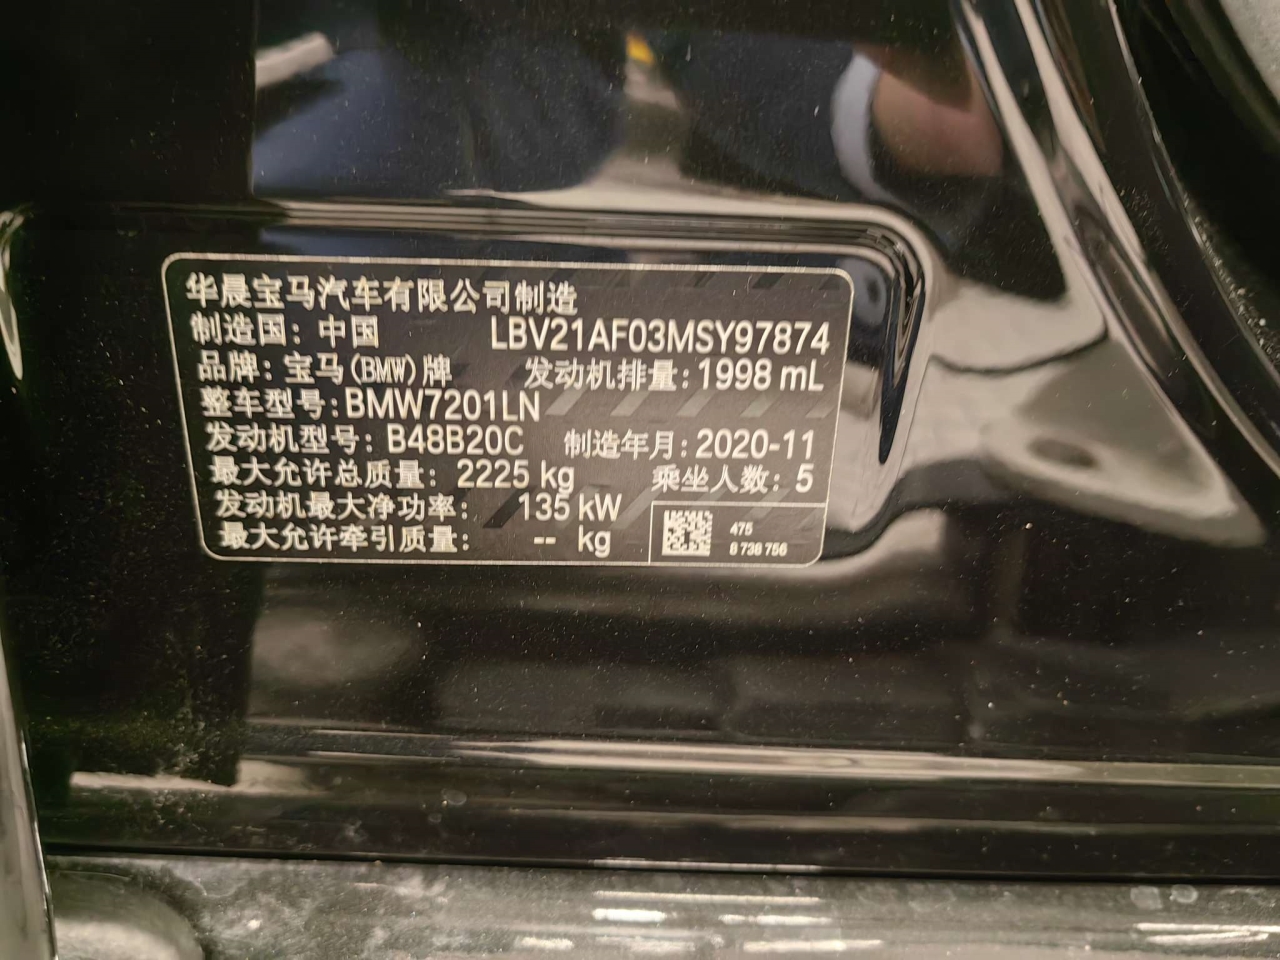 华晨宝马汽车有限公司制造
制造国: 中国 LBV21AF03MSY97874
品牌: 宝马(BMW)牌 发动机排量: 1998 mL
整车型号: BMW7201LN
发动机型号: B48B20C 制造年月: 2020-11
最大允许总质量: 2225 kg 乘坐人数: 5
发动机最大净功率: 135 kW
最大允许牵引质量: -- kg
475
8 738 756